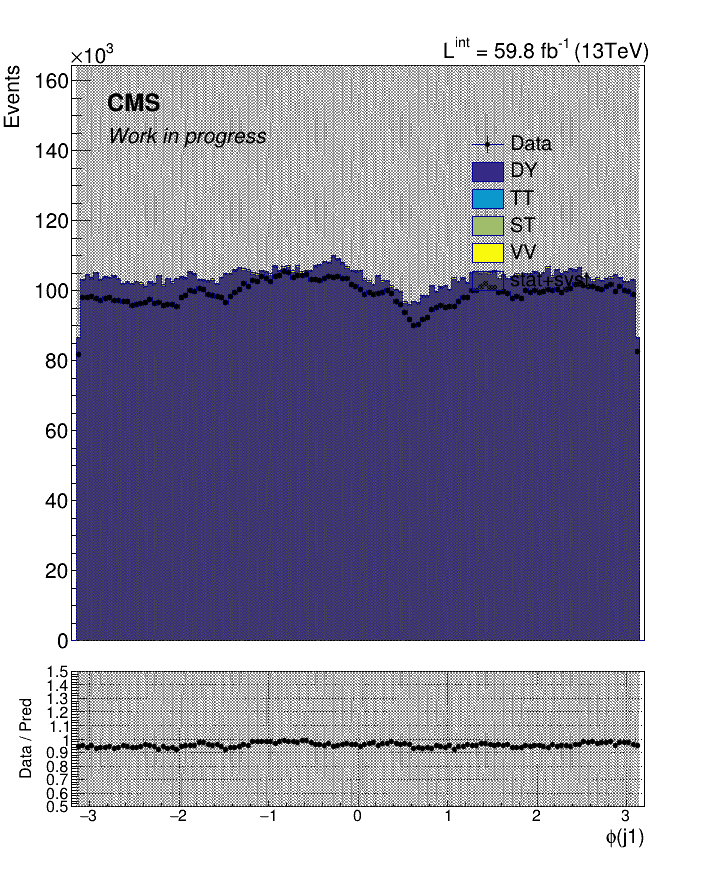 ×10³
L^int = 59.8 fb⁻¹ (13TeV)
Events
CMS
Work in progress
Data
DY
TT
ST
VV
stat+syst
160
140
120
100
80
60
40
20
0
Data / Pred
1.5
1.4
1.3
1.2
1.1
1
0.9
0.8
0.7
0.6
0.5
−3 −2 −1 0 1 2 3
ϕ(j1)